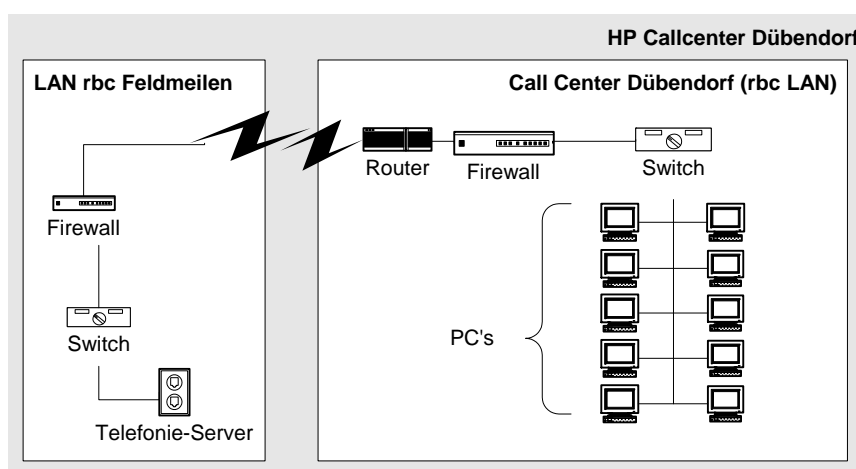 HP Callcenter Dübendorf
LAN rbc Feldmeilen
Call Center Dübendorf (rbc LAN)
Router
Firewall
Switch
Firewall
Switch
Telefonie-Server
PC's